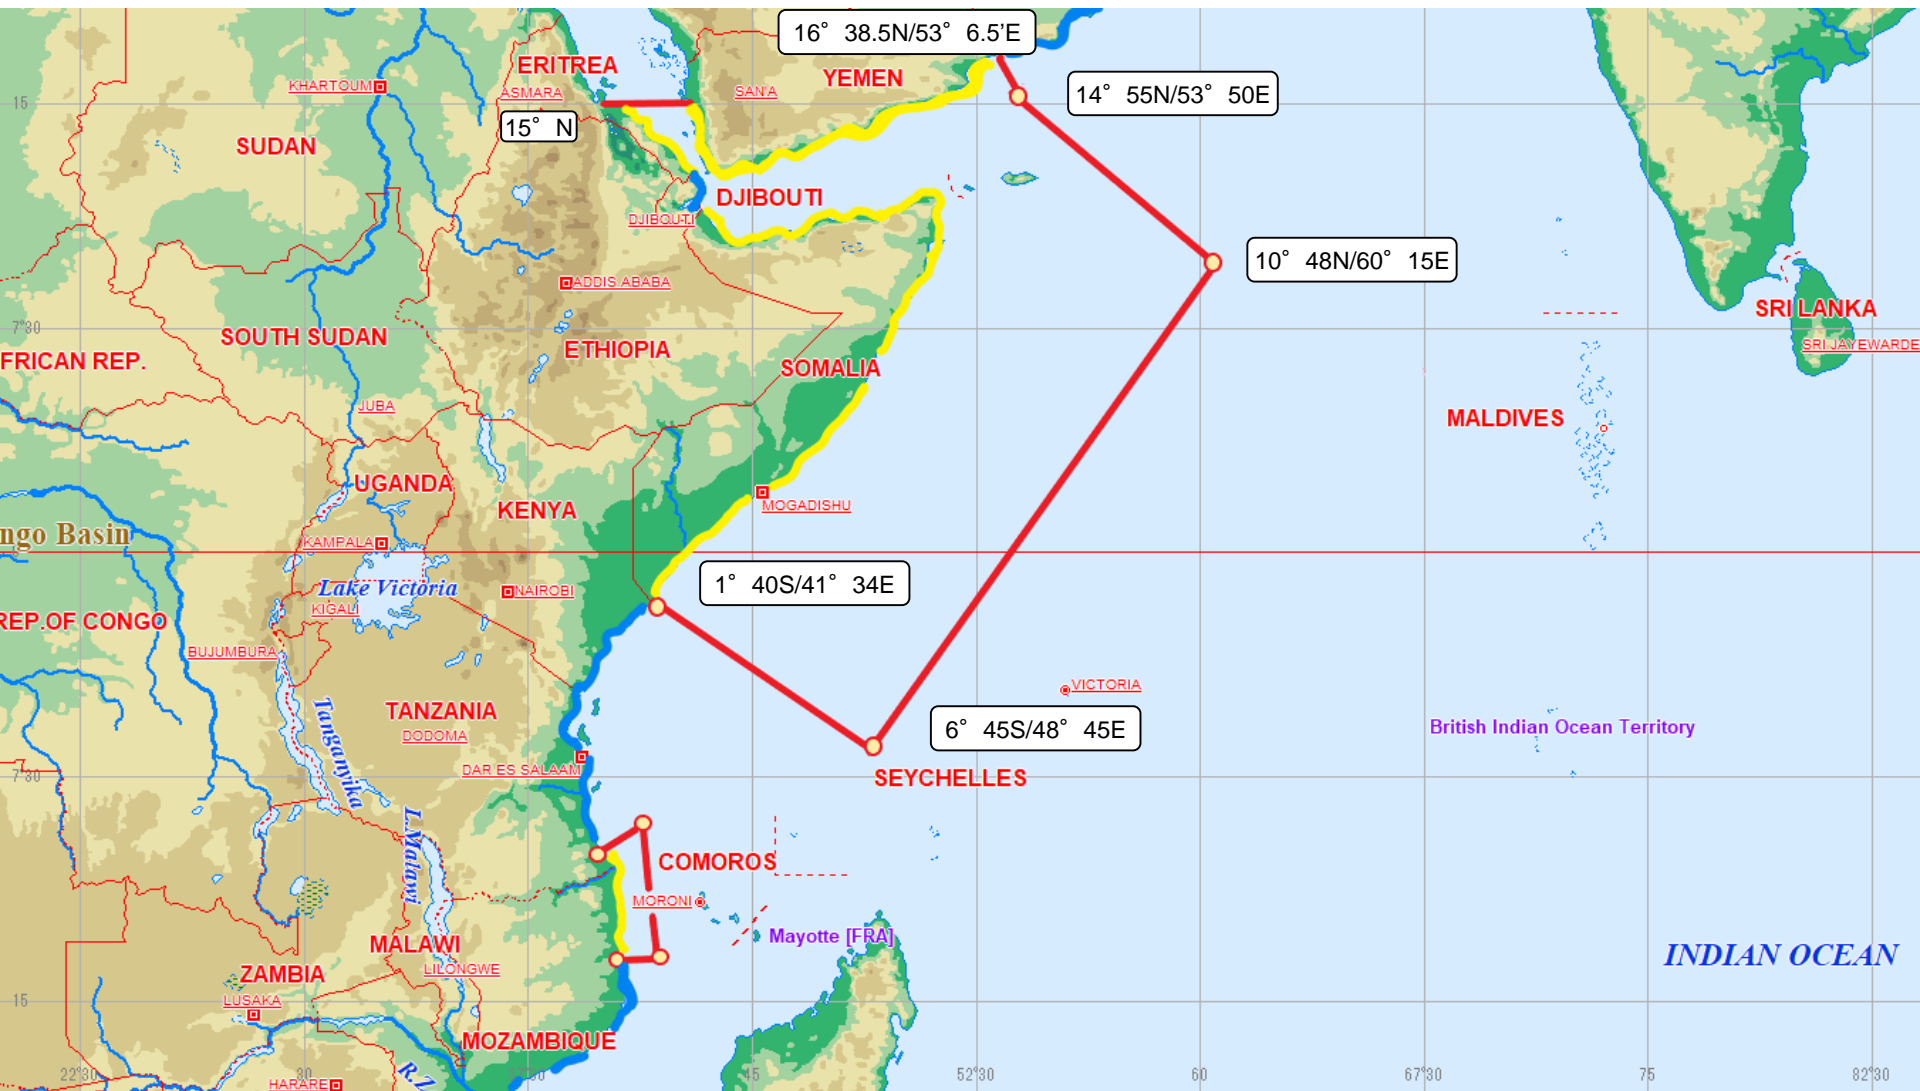 16° 38.5N/53° 6.5’E
ERITREA
YEMEN
KHARTOUM
ASMARA
SAN'A
14° 55N/53° 50E
15
15° N
SUDAN
DJIBOUTI
DJIBOUTI
10° 48N/60° 15E
ADDIS ABABA
SRI LANKA
7°30
SOUTH SUDAN
ETHIOPIA
SRI JAYEWARDE
FRICAN REP.
SOMALIA
JUBA
MALDIVES
UGANDA
KENYA
MOGADISHU
ngo Basin
KAMPALA
1° 40S/41° 34E
Lake Victoria
NAIROBI
KIGALI
REP.OF CONGO
BUJUMBURA
VICTORIA
TANZANIA
6° 45S/48° 45E
British Indian Ocean Territory
DODOMA
Tanganyika
DAR ES SALAAM
7°30
SEYCHELLES
L.Malawi
COMOROS
MORONI
Mayotte [FRA]
MALAWI
INDIAN OCEAN
ZAMBIA
LILONGWE
LUSAKA
15
MOZAMBIQUE
R.Z
22°30
45
52°30
60
67°30
75
82°30
HARARE